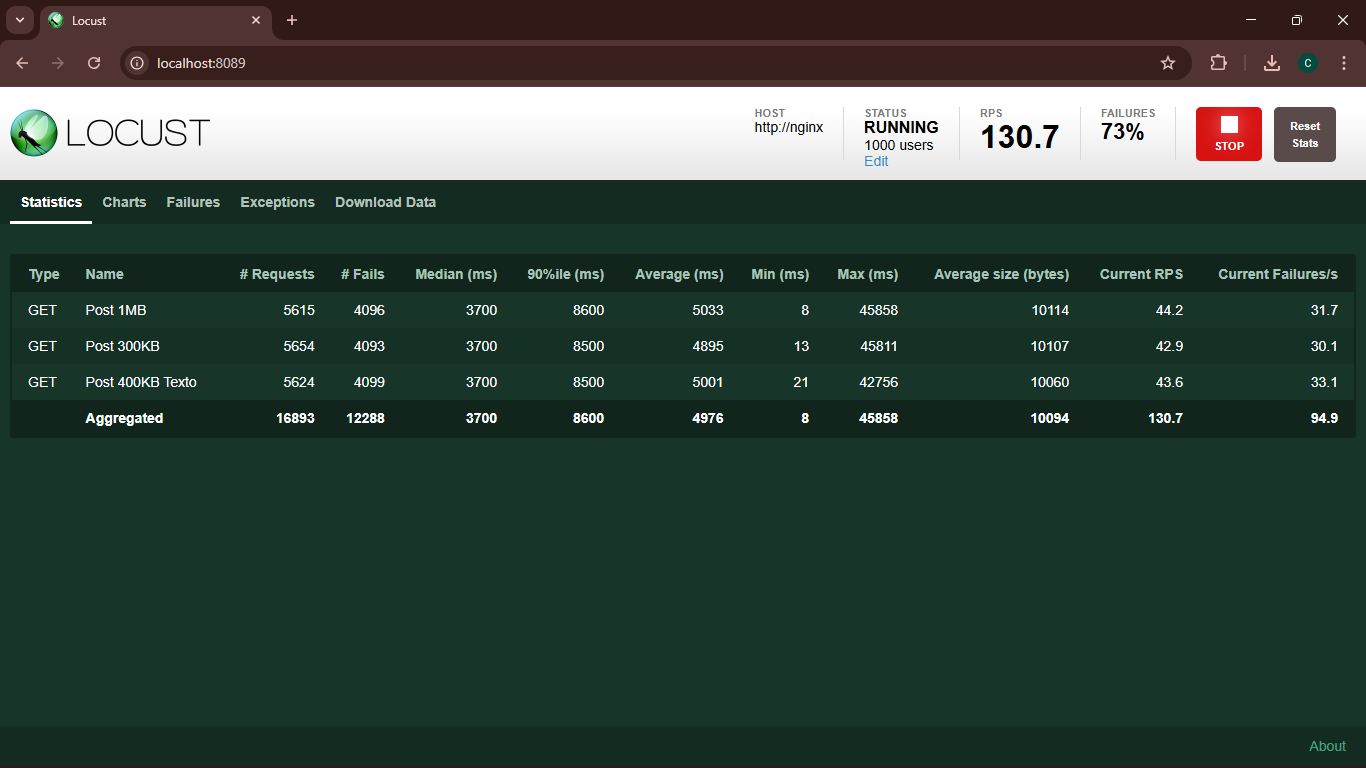 Locust
localhost:8089
C
LOCUST
HOST
http://nginx
STATUS
RUNNING
1000 users
Edit
RPS
130.7
FAILURES
73%
STOP
Reset
Stats
Statistics Charts Failures Exceptions Download Data
Type Name # Requests # Fails Median (ms) 90%ile (ms) Average (ms) Min (ms) Max (ms) Average size (bytes) Current RPS Current Failures/s
GET Post 1MB 5615 4096 3700 8600 5033 8 45858 10114 44.2 31.7
GET Post 300KB 5654 4093 3700 8500 4895 13 45811 10107 42.9 30.1
GET Post 400KB Texto 5624 4099 3700 8500 5001 21 42756 10060 43.6 33.1
Aggregated 16893 12288 3700 8600 4976 8 45858 10094 130.7 94.9
About